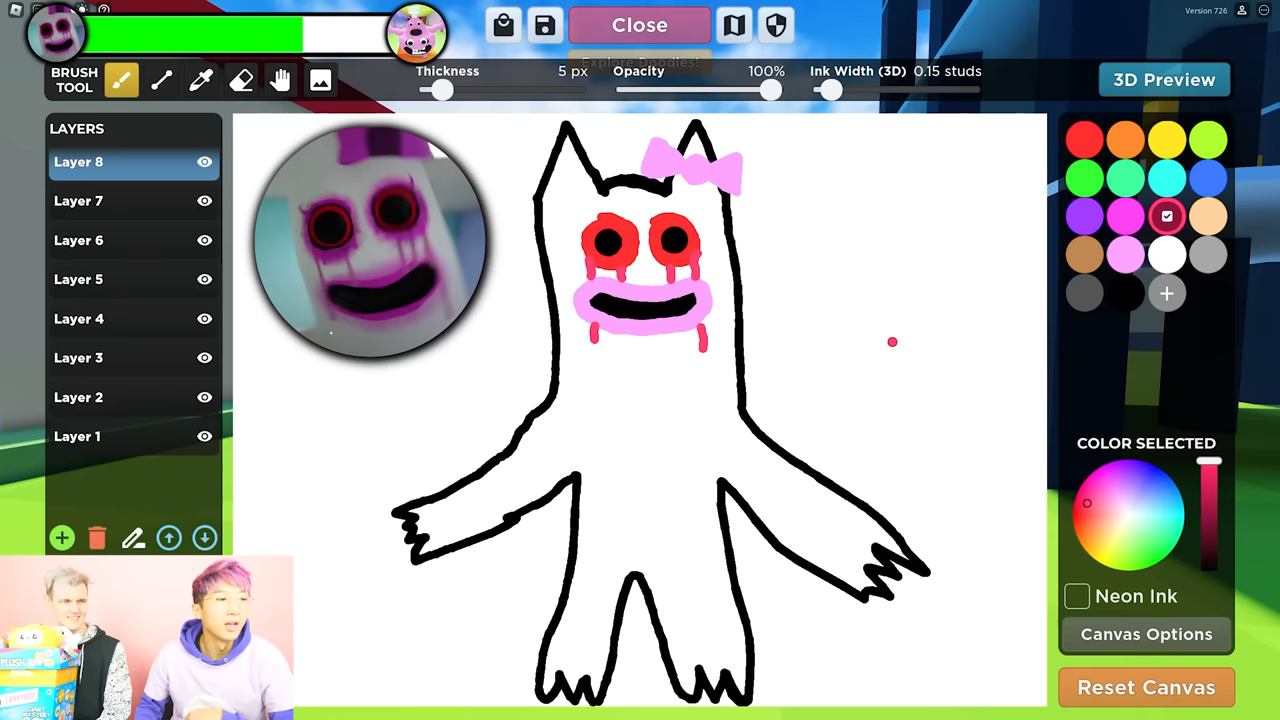 Close
Version 726
Explore Doodles!
BRUSH
TOOL
Thickness
5 px
Opacity
100%
Ink Width (3D)
0.15 studs
3D Preview
LAYERS
Layer 8
Layer 7
Layer 6
Layer 5
Layer 4
Layer 3
Layer 2
Layer 1
COLOR SELECTED
Neon Ink
Canvas Options
Reset Canvas